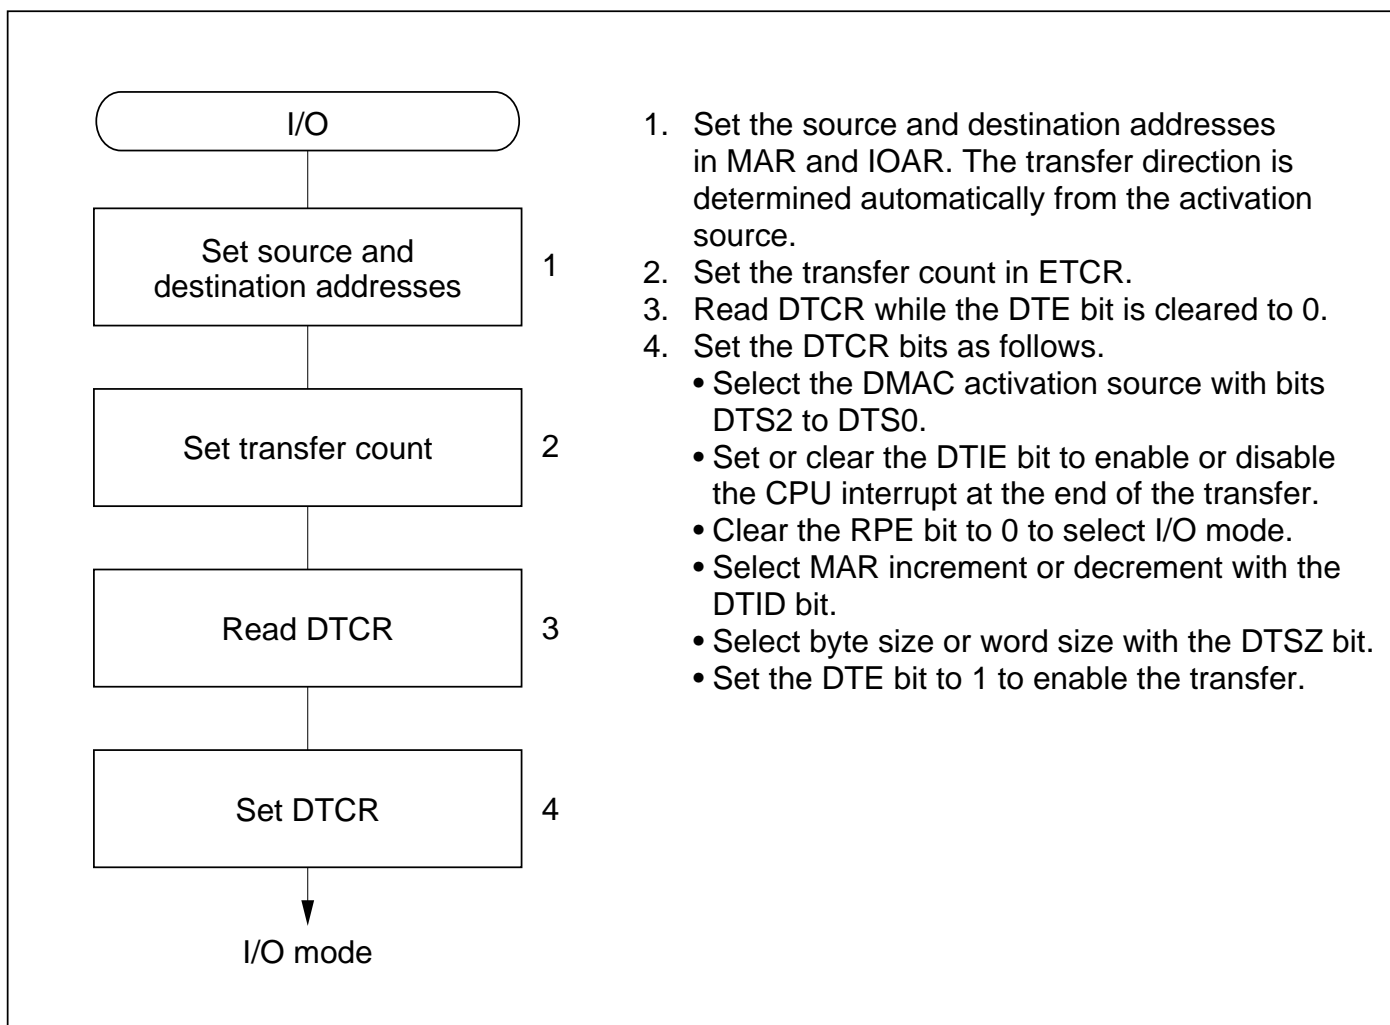 I/O
Set source and
destination addresses
1
Set transfer count
2
Read DTCR
3
Set DTCR
4
I/O mode
1. Set the source and destination addresses
in MAR and IOAR. The transfer direction is
determined automatically from the activation
source.
2. Set the transfer count in ETCR.
3. Read DTCR while the DTE bit is cleared to 0.
4. Set the DTCR bits as follows.
• Select the DMAC activation source with bits
DTS2 to DTS0.
• Set or clear the DTIE bit to enable or disable
the CPU interrupt at the end of the transfer.
• Clear the RPE bit to 0 to select I/O mode.
• Select MAR increment or decrement with the
DTID bit.
• Select byte size or word size with the DTSZ bit.
• Set the DTE bit to 1 to enable the transfer.